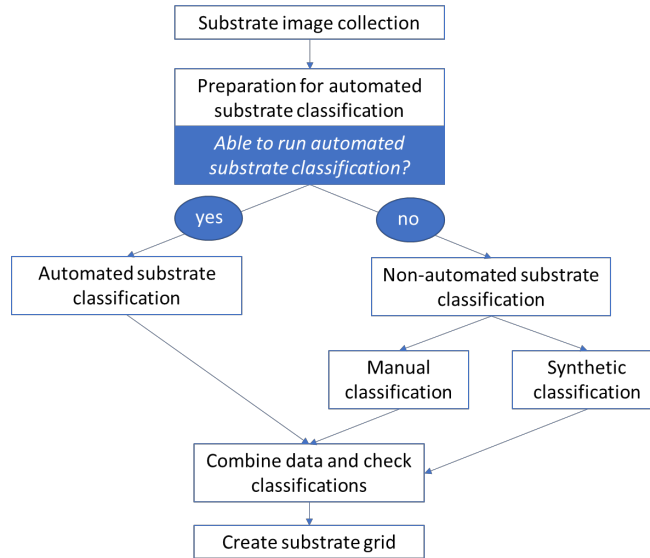 Substrate image collection
Preparation for automated
substrate classification
Able to run automated
substrate classification?
yes
no
Automated substrate
classification
Non-automated substrate
classification
Manual
classification
Synthetic
classification
Combine data and check
classifications
Create substrate grid